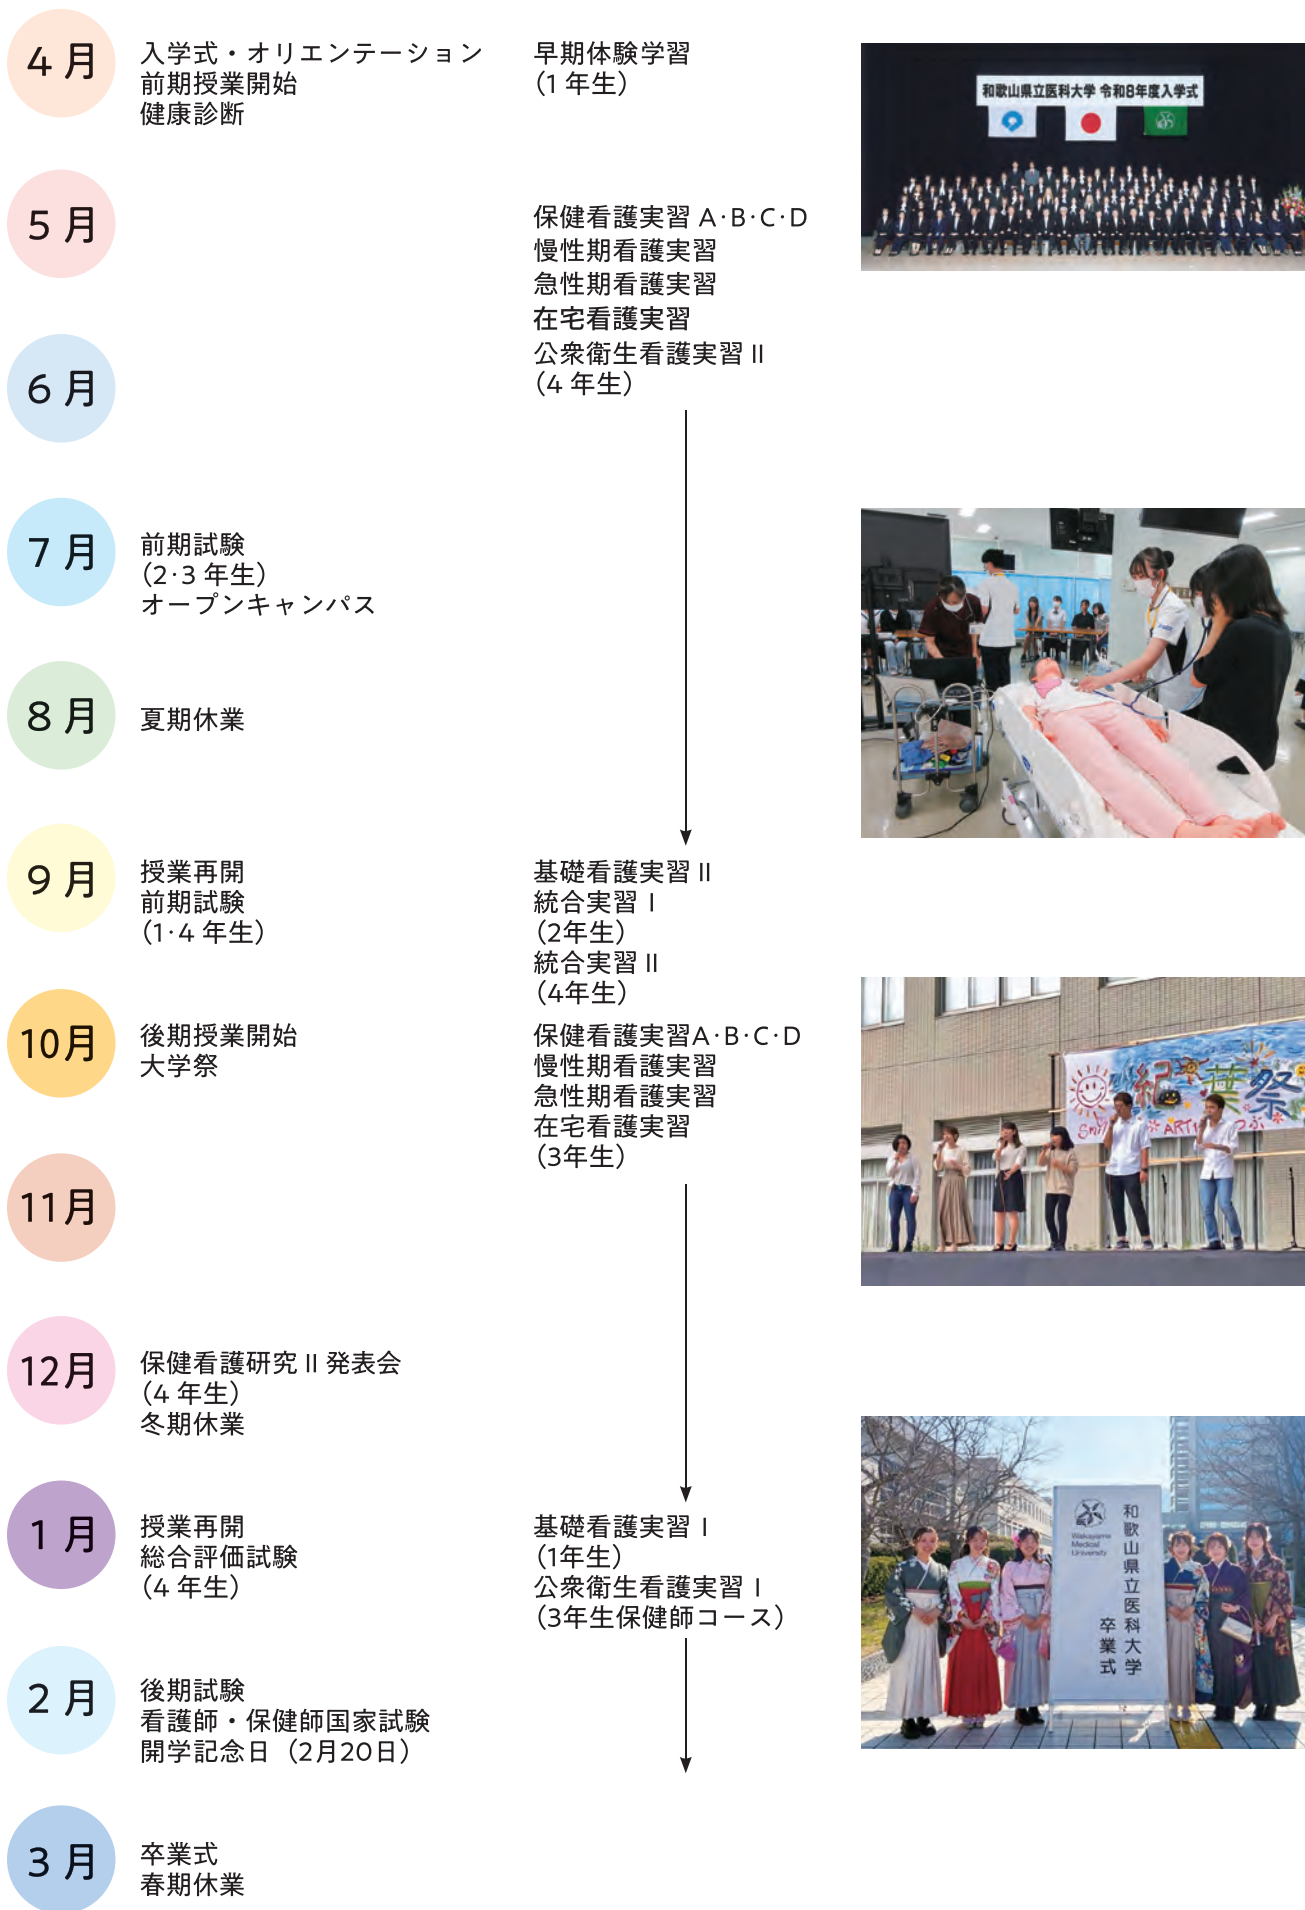 4 月
入学式・オリエンテーション
前期授業開始
健康診断
早期体験学習
(1 年生)
和歌山県立医科大学 令和8年度入学式
5 月
保健看護実習 A·B·C·D
慢性期看護実習
急性期看護実習
在宅看護実習
公衆衛生看護実習 II
(4 年生)
6 月
7 月
前期試験
(2·3 年生)
オープンキャンパス
8 月
夏期休業
9 月
授業再開
前期試験
(1·4 年生)
基礎看護実習 II
統合実習 I
(2年生)
統合実習 II
(4年生)
10月
後期授業開始
大学祭
保健看護実習A·B·C·D
慢性期看護実習
急性期看護実習
在宅看護実習
(3年生)
紀葉祭
11月
12月
保健看護研究 II 発表会
(4 年生)
冬期休業
1 月
授業再開
総合評価試験
(4 年生)
基礎看護実習 I
(1年生)
公衆衛生看護実習 I
(3年生保健師コース)
Wakayama
Medical
University
和歌山県立医科大学
卒業式
2 月
後期試験
看護師・保健師国家試験
開学記念日（2月20日）
3 月
卒業式
春期休業